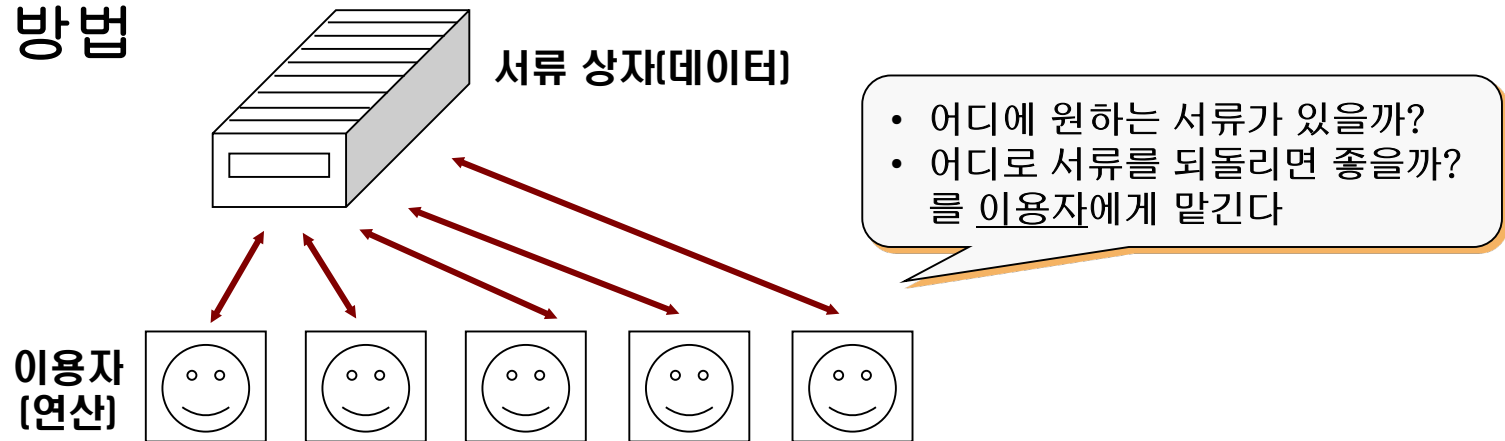 방법
서류 상자(데이터)
• 어디에 원하는 서류가 있을까?
• 어디로 서류를 되돌리면 좋을까?
를 이용자에게 맡긴다
이용자
(연산)